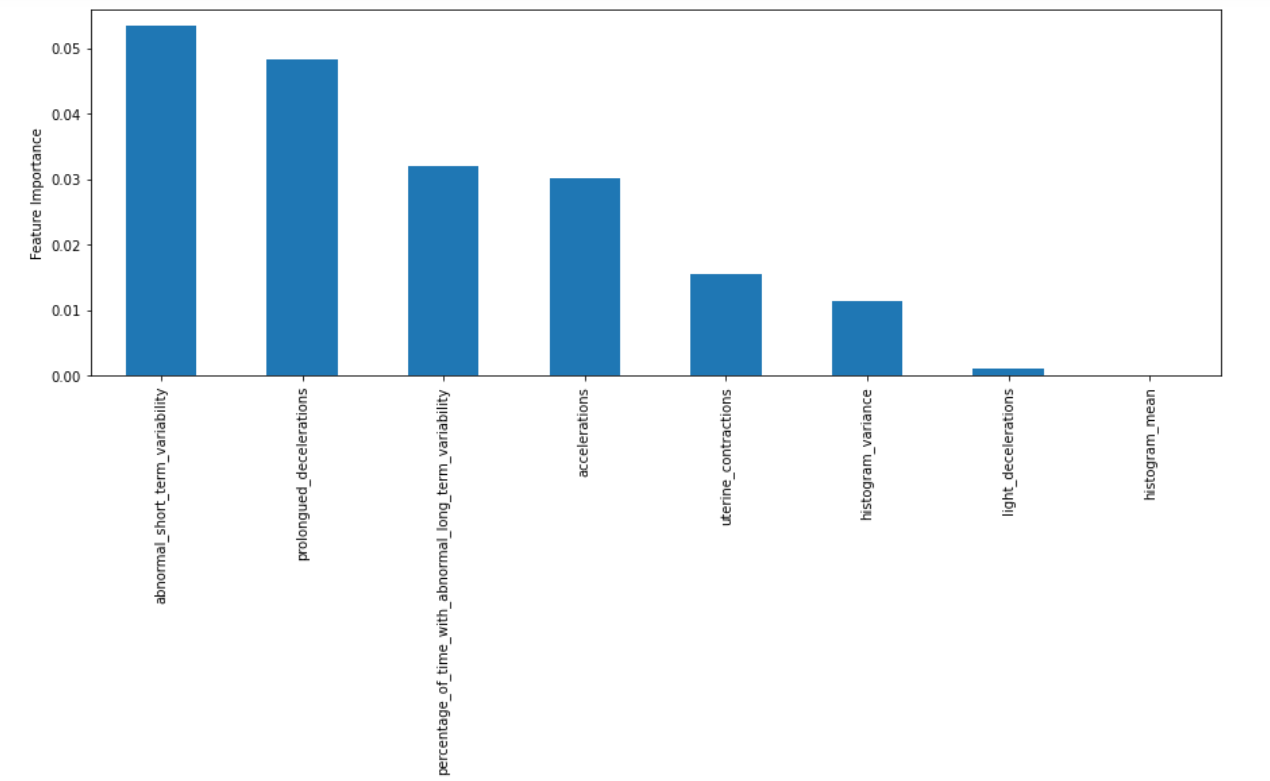 0.05
0.04
0.03
0.02
0.01
0.00
Feature Importance
abnormal_short_term_variability
prolongued_decelerations
percentage_of_time_with_abnormal_long_term_variability
accelerations
uterine_contractions
histogram_variance
light_decelerations
histogram_mean